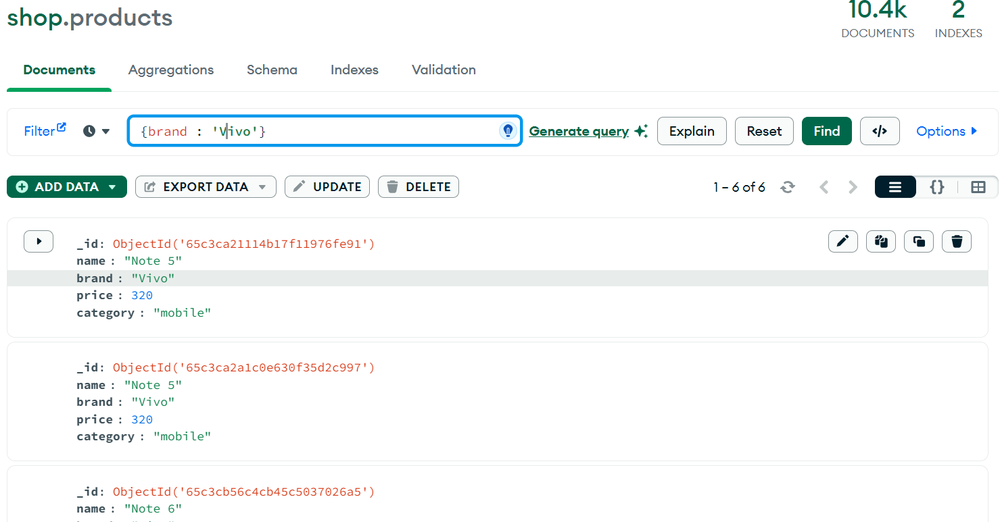 shop.products
10.4k 2
DOCUMENTS INDEXES
Documents Aggregations Schema Indexes Validation
Filter {brand : 'Vivo'} Generate query Explain Reset Find </> Options
ADD DATA EXPORT DATA UPDATE DELETE 1 – 6 of 6 {}
_id: ObjectId('65c3ca21114b17f11976fe91')
name : "Note 5"
brand : "Vivo"
price : 320
category : "mobile"
_id: ObjectId('65c3ca2a1c0e630f35d2c997')
name : "Note 5"
brand : "Vivo"
price : 320
category : "mobile"
_id: ObjectId('65c3cb56c4cb45c5037026a5')
name : "Note 6"